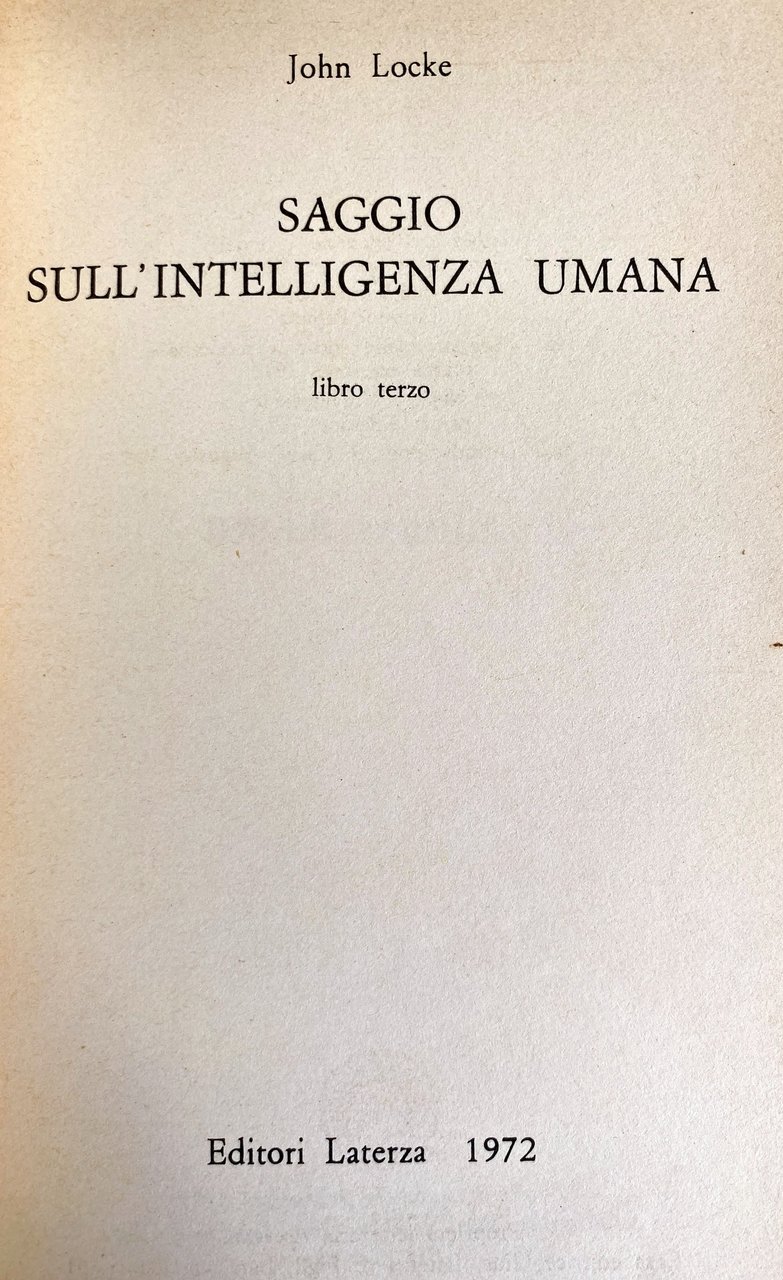 John Locke
SAGGIO
SULL'INTELLIGENZA UMANA
libro terzo
Editori Laterza 1972